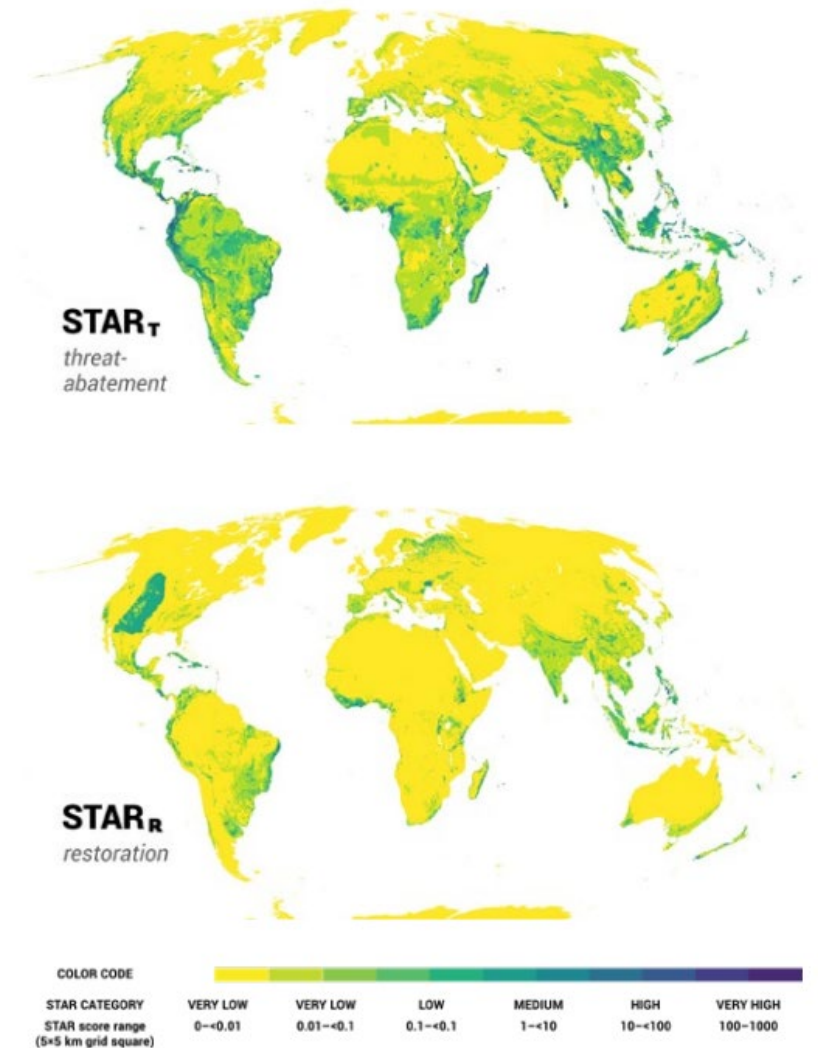 STAR T
threat-
abatement
STAR R
restoration
COLOR CODE
STAR CATEGORY VERY LOW VERY LOW LOW MEDIUM HIGH VERY HIGH
STAR score range 0–<0.01 0.01–<0.1 0.1–<0.1 1–<10 10–<100 100–1000
(5×5 km grid square)